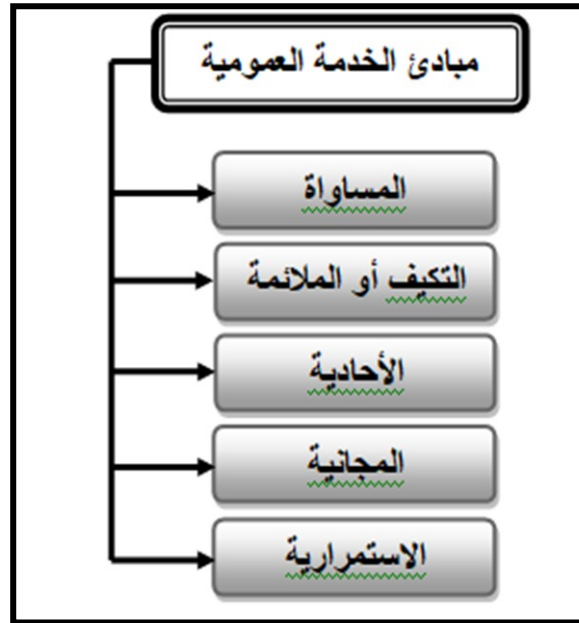 مبادئ الخدمة العمومية
المساواة
التكيف أو الملائمة
الأحادية
المجانية
الاستمرارية